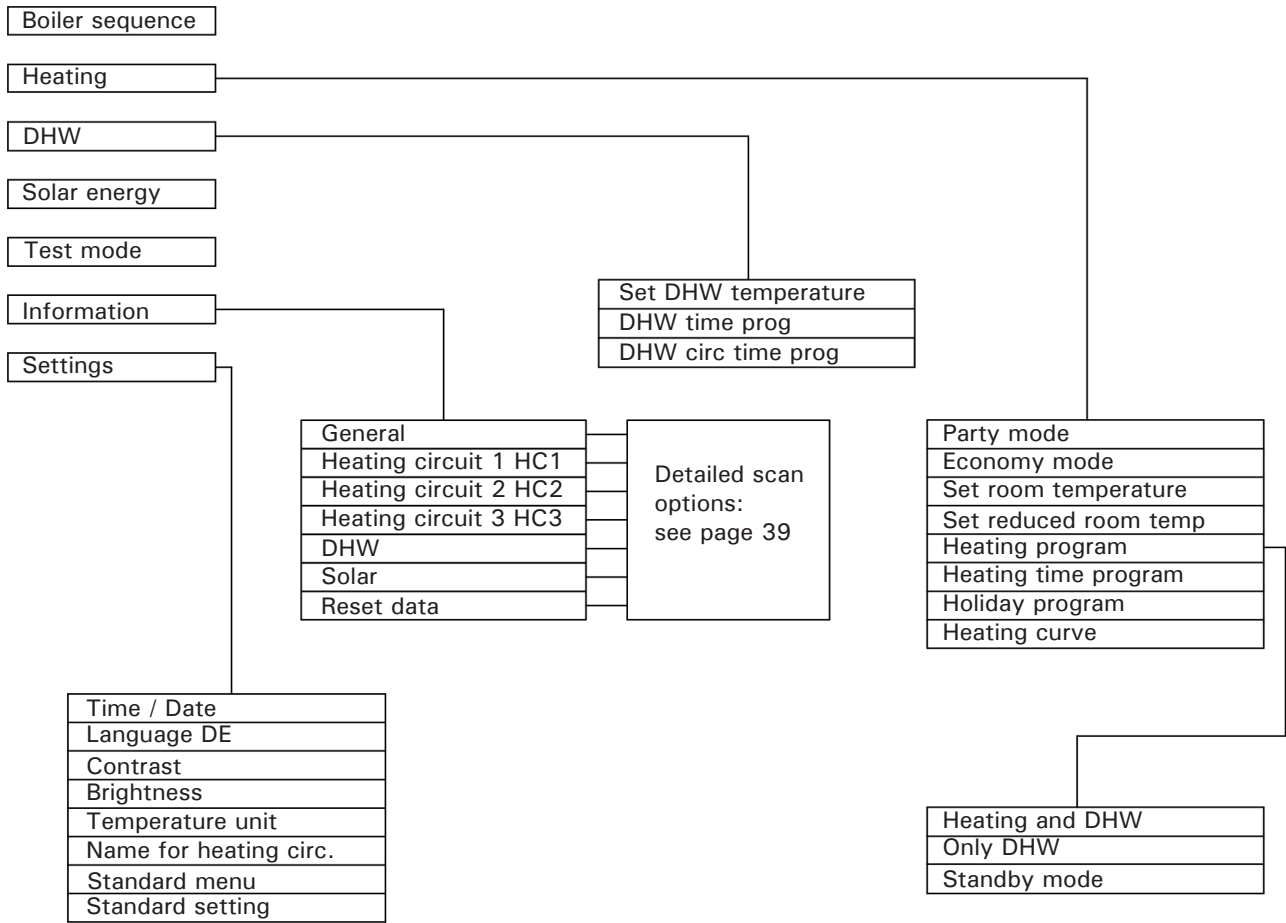 Boiler sequence
Heating
DHW
Solar energy
Test mode
Information
Settings
Set DHW temperature
DHW time prog
DHW circ time prog
General
Heating circuit 1 HC1
Heating circuit 2 HC2
Heating circuit 3 HC3
DHW
Solar
Reset data
Detailed scan
options:
see page 39
Party mode
Economy mode
Set room temperature
Set reduced room temp
Heating program
Heating time program
Holiday program
Heating curve
Time / Date
Language DE
Contrast
Brightness
Temperature unit
Name for heating circ.
Standard menu
Standard setting
Heating and DHW
Only DHW
Standby mode